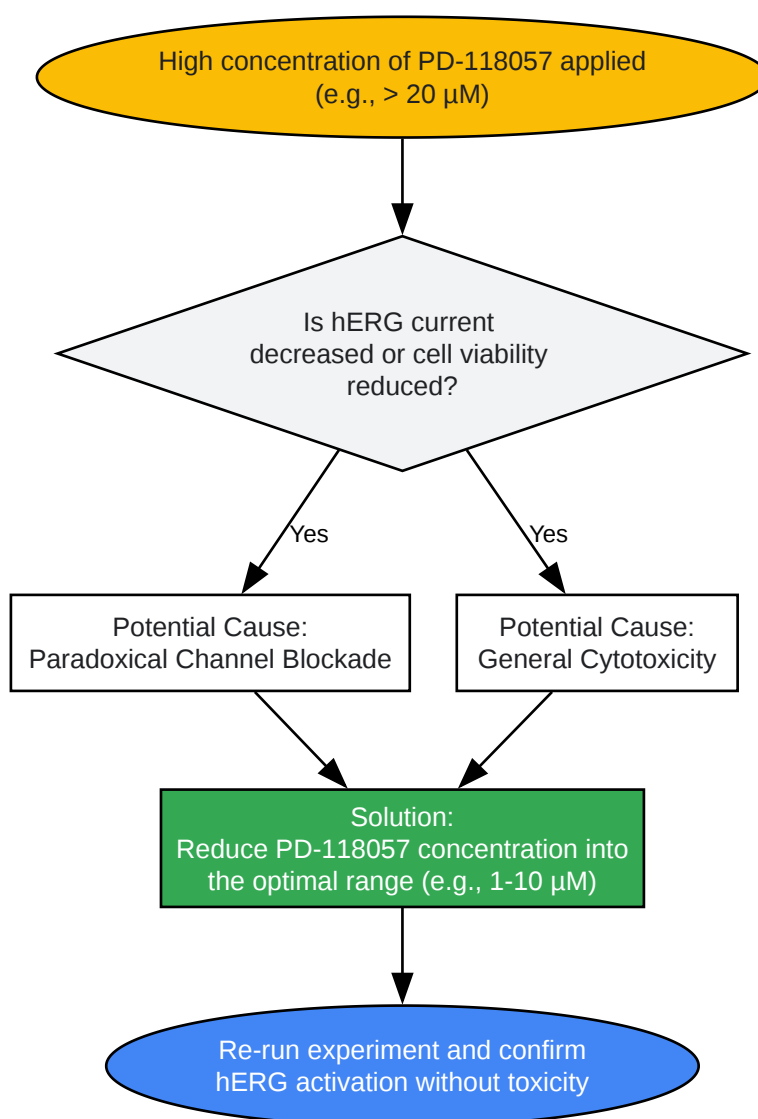 High concentration of PD-118057 applied
(e.g., > 20 µM)
Is hERG current
decreased or cell viability
reduced?
Yes
Yes
Potential Cause:
Paradoxical Channel Blockade
Potential Cause:
General Cytotoxicity
Solution:
Reduce PD-118057 concentration into
the optimal range (e.g., 1-10 µM)
Re-run experiment and confirm
hERG activation without toxicity